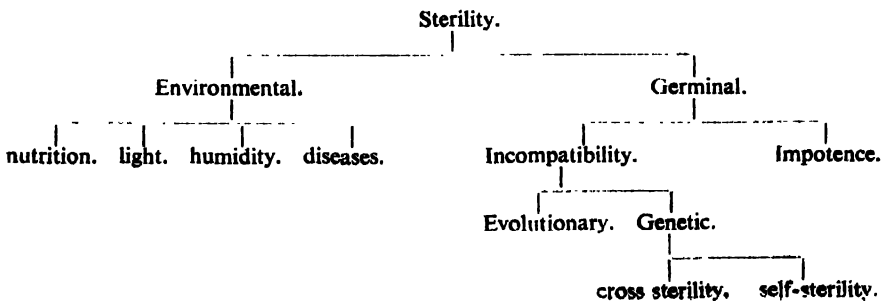 Sterility.
Environmental. Germinal.
nutrition. light. humidity. diseases. Incompatibility. Impotence.
Evolutionary. Genetic.
cross sterility. self-sterility.